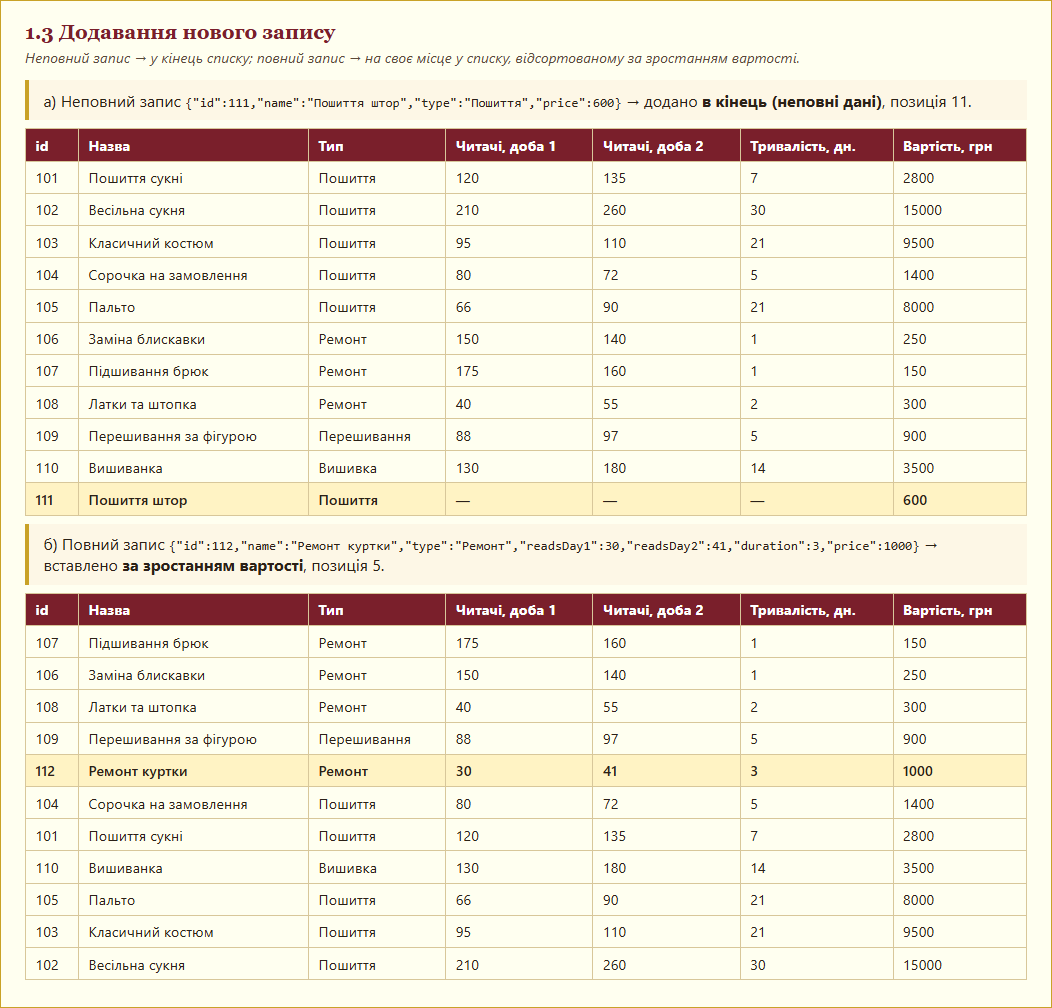 1.3 Додавання нового запису
Неповний запис → у кінець списку; повний запис → на своє місце у списку, відсортованому за зростанням вартості.
а) Неповний запис {"id":111,"name":"Пошиття штор","type":"Пошиття","price":600} → додано в кінець (неповні дані), позиція 11.
id Назва Тип Читачі, доба 1 Читачі, доба 2 Тривалість, дн. Вартість, грн
101 Пошиття сукні Пошиття 120 135 7 2800
102 Весільна сукня Пошиття 210 260 30 15000
103 Класичний костюм Пошиття 95 110 21 9500
104 Сорочка на замовлення Пошиття 80 72 5 1400
105 Пальто Пошиття 66 90 21 8000
106 Заміна блискавки Ремонт 150 140 1 250
107 Підшивання брюк Ремонт 175 160 1 150
108 Латки та штопка Ремонт 40 55 2 300
109 Перешивання за фігурою Перешивання 88 97 5 900
110 Вишиванка Вишивка 130 180 14 3500
111 Пошиття штор Пошиття — — — 600
б) Повний запис {"id":112,"name":"Ремонт куртки","type":"Ремонт","readsDay1":30,"readsDay2":41,"duration":3,"price":1000} →
вставлено за зростанням вартості, позиція 5.
id Назва Тип Читачі, доба 1 Читачі, доба 2 Тривалість, дн. Вартість, грн
107 Підшивання брюк Ремонт 175 160 1 150
106 Заміна блискавки Ремонт 150 140 1 250
108 Латки та штопка Ремонт 40 55 2 300
109 Перешивання за фігурою Перешивання 88 97 5 900
112 Ремонт куртки Ремонт 30 41 3 1000
104 Сорочка на замовлення Пошиття 80 72 5 1400
101 Пошиття сукні Пошиття 120 135 7 2800
110 Вишиванка Вишивка 130 180 14 3500
105 Пальто Пошиття 66 90 21 8000
103 Класичний костюм Пошиття 95 110 21 9500
102 Весільна сукня Пошиття 210 260 30 15000